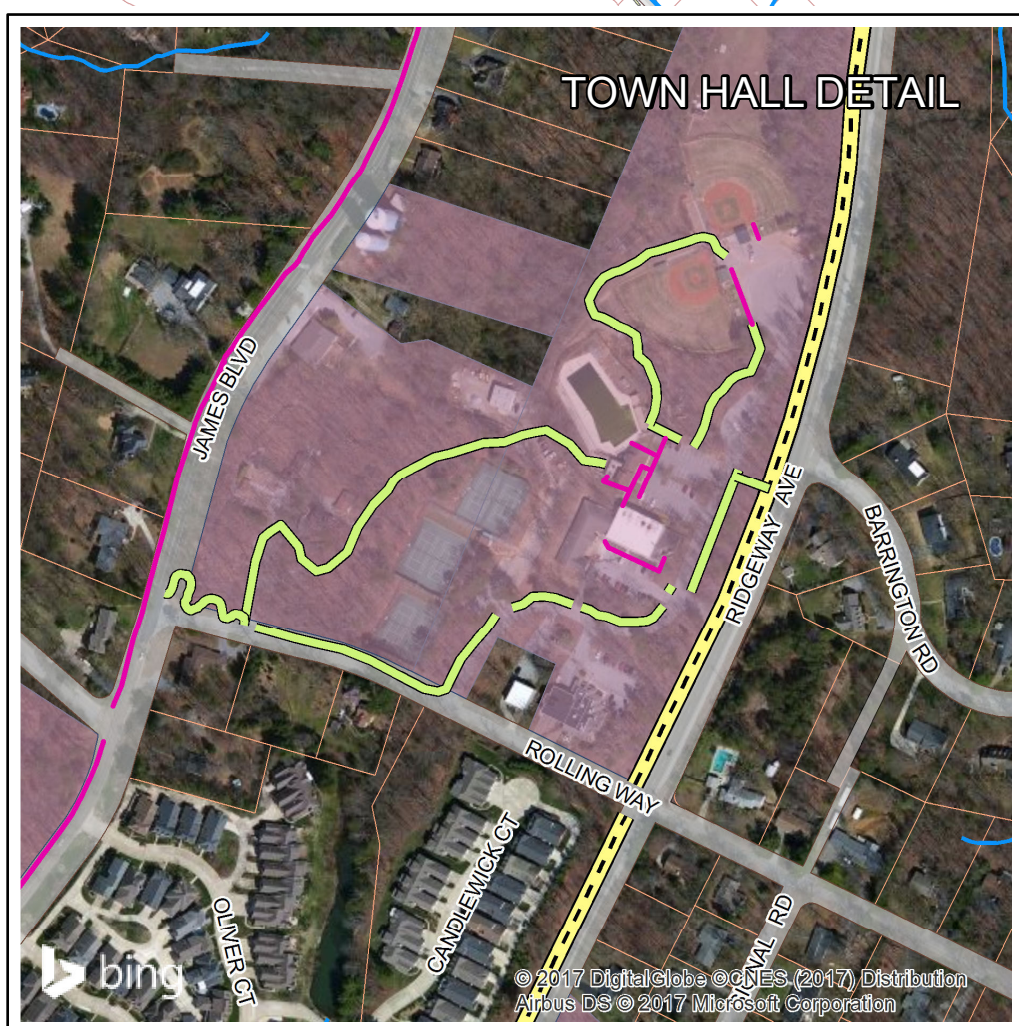 TOWN HALL DETAIL
JAMES BLVD
RIDGEWAY AVE
BARRINGTON RD
ROLLING WAY
CANDLEWICK CT
OLIVER CT
RD
bing
© 2017 DigitalGlobe ©CNES (2017) Distribution
Airbus DS © 2017 Microsoft Corporation